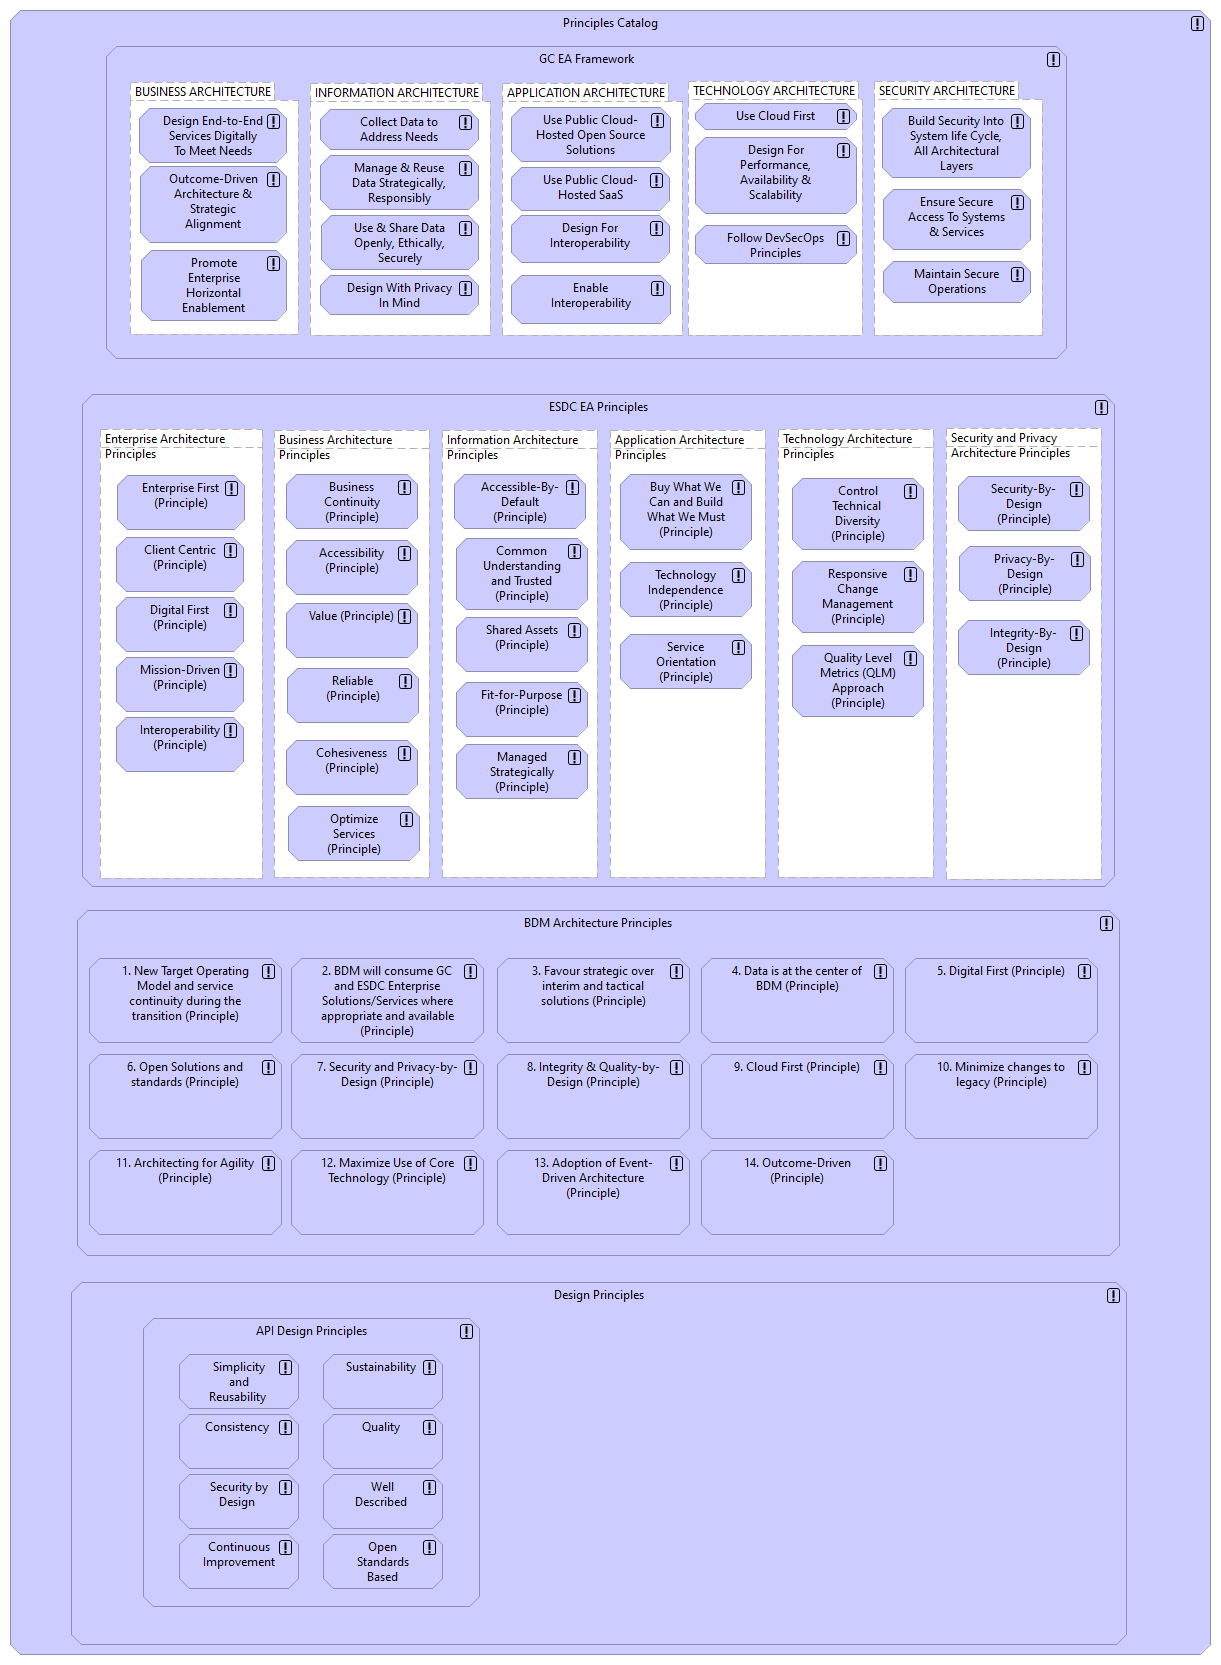 Principles Catalog
GC EA Framework
BUSINESS ARCHITECTURE
Design End-to-End
Services Digitally
To Meet Needs
Outcome-Driven
Architecture &
Strategic
Alignment
Promote
Enterprise
Horizontal
Enablement
INFORMATION ARCHITECTURE
Collect Data to
Address Needs
Manage & Reuse
Data Strategically,
Responsibly
Use & Share Data
Openly, Ethically,
Securely
Design With Privacy
In Mind
APPLICATION ARCHITECTURE
Use Public Cloud-
Hosted Open Source
Solutions
Use Public Cloud-
Hosted SaaS
Design For
Interoperability
Enable
Interoperability
TECHNOLOGY ARCHITECTURE
Use Cloud First
Design For
Performance,
Availability &
Scalability
Follow DevSecOps
Principles
SECURITY ARCHITECTURE
Build Security Into
System life Cycle,
All Architectural
Layers
Ensure Secure
Access To Systems
& Services
Maintain Secure
Operations
ESDC EA Principles
Enterprise Architecture
Principles
Enterprise First
(Principle)
Client Centric
(Principle)
Digital First
(Principle)
Mission-Driven
(Principle)
Interoperability
(Principle)
Business Architecture
Principles
Business
Continuity
(Principle)
Accessibility
(Principle)
Value (Principle)
Reliable
(Principle)
Cohesiveness
(Principle)
Optimize
Services
(Principle)
Information Architecture
Principles
Accessible-By-
Default
(Principle)
Common
Understanding
and Trusted
(Principle)
Shared Assets
(Principle)
Fit-for-Purpose
(Principle)
Managed
Strategically
(Principle)
Application Architecture
Principles
Buy What We
Can and Build
What We Must
(Principle)
Technology
Independence
(Principle)
Service
Orientation
(Principle)
Technology Architecture
Principles
Control
Technical
Diversity
(Principle)
Responsive
Change
Management
(Principle)
Quality Level
Metrics (QLM)
Approach
(Principle)
Security and Privacy
Architecture Principles
Security-By-
Design
(Principle)
Privacy-By-
Design
(Principle)
Integrity-By-
Design
(Principle)
BDM Architecture Principles
1. New Target Operating
Model and service
continuity during the
transition (Principle)
2. BDM will consume GC
and ESDC Enterprise
Solutions/Services where
appropriate and available
(Principle)
3. Favour strategic over
interim and tactical
solutions (Principle)
4. Data is at the center of
BDM (Principle)
5. Digital First (Principle)
6. Open Solutions and
standards (Principle)
7. Security and Privacy-by-
Design (Principle)
8. Integrity & Quality-by-
Design (Principle)
9. Cloud First (Principle)
10. Minimize changes to
legacy (Principle)
11. Architecting for Agility
(Principle)
12. Maximize Use of Core
Technology (Principle)
13. Adoption of Event-
Driven Architecture
(Principle)
14. Outcome-Driven
(Principle)
Design Principles
API Design Principles
Simplicity
and
Reusability
Sustainability
Consistency
Quality
Security by
Design
Well
Described
Continuous
Improvement
Open
Standards
Based